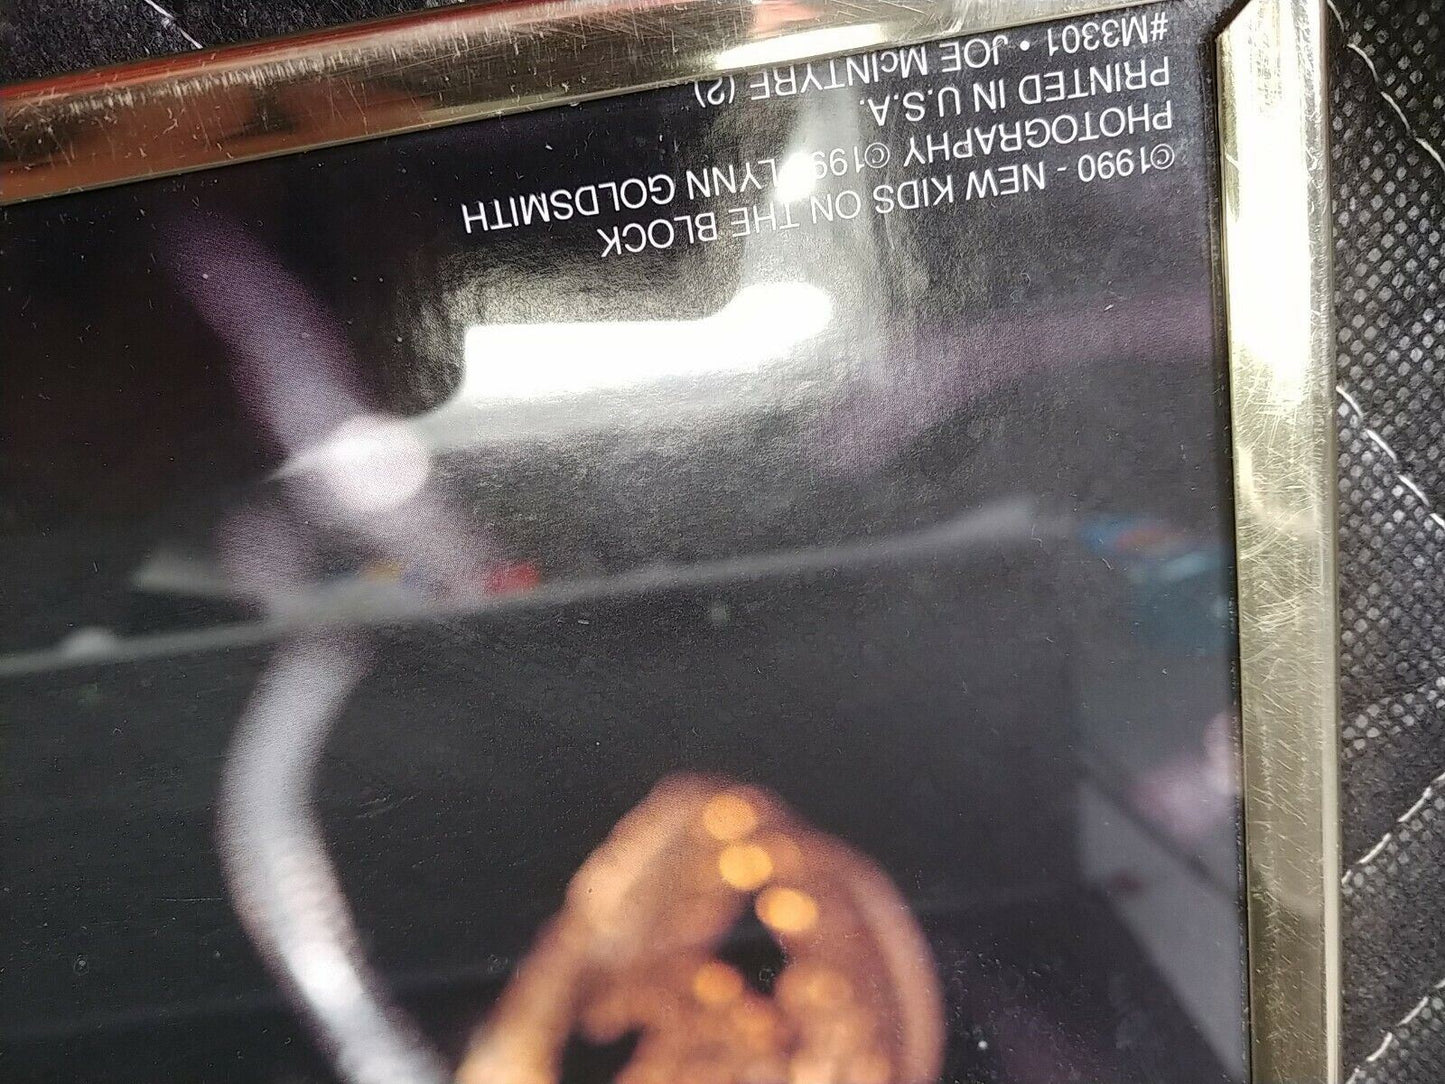 ©1990 - NEW KIDS ON THE BLOCK
PHOTOGRAPHY LYNN GOLDSMITH
PRINTED IN U.S.A.
#M3301 • JOE McINTYRE (2)